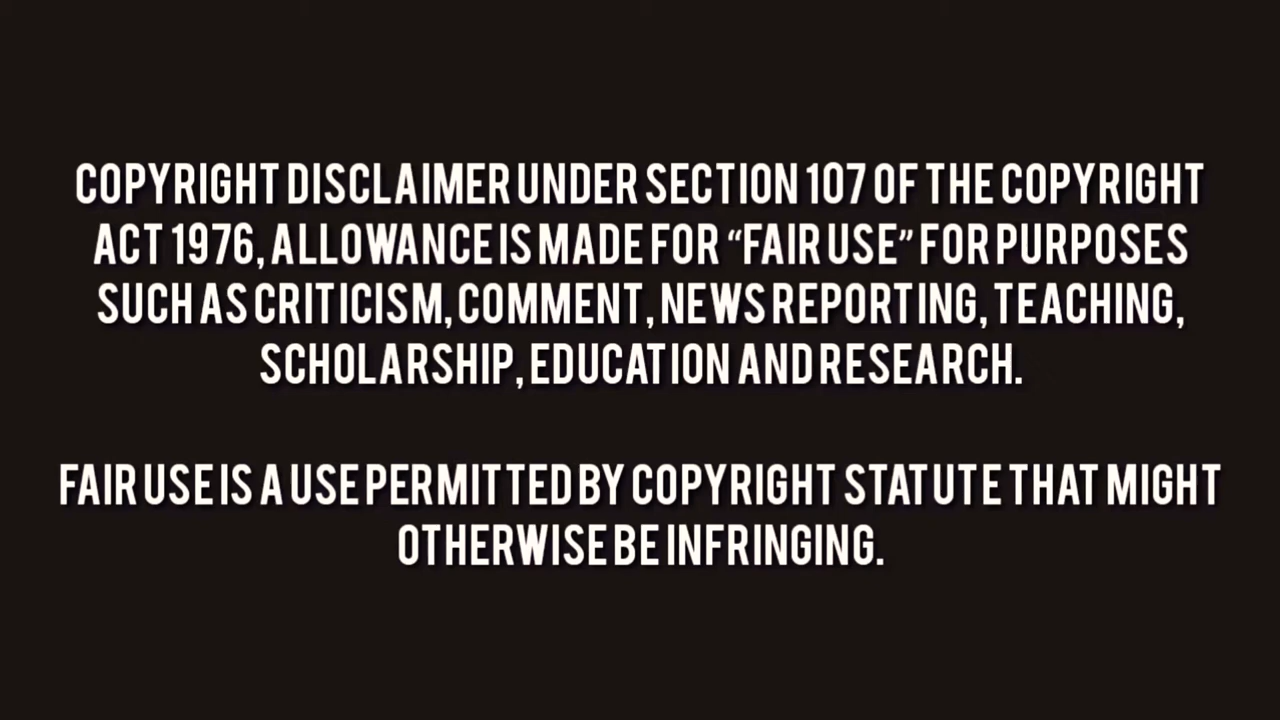 COPYRIGHT DISCLAIMER UNDER SECTION 107 OF THE COPYRIGHT
ACT 1976, ALLOWANCE IS MADE FOR “FAIR USE” FOR PURPOSES
SUCH AS CRITICISM, COMMENT, NEWS REPORTING, TEACHING,
SCHOLARSHIP, EDUCATION AND RESEARCH.
FAIR USE IS A USE PERMITTED BY COPYRIGHT STATUTE THAT MIGHT
OTHERWISE BE INFRINGING.